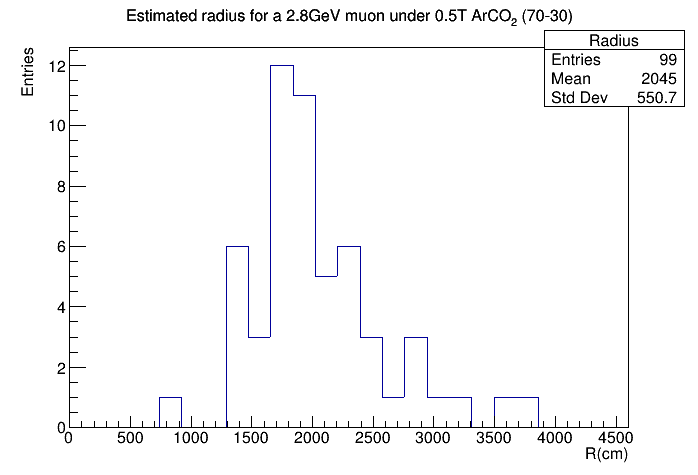 Estimated radius for a 2.8GeV muon under 0.5T ArCO₂ (70-30)
Radius
Entries 99
Mean 2045
Std Dev 550.7
Entries
12
10
8
6
4
2
0
0 500 1000 1500 2000 2500 3000 3500 4000 4500
R(cm)